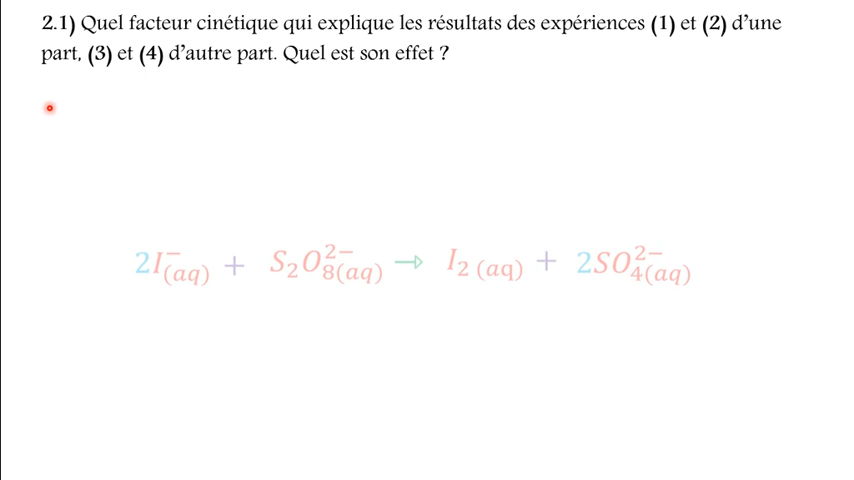 2.1) Quel facteur cinétique qui explique les résultats des expériences (1) et (2) d’une
part, (3) et (4) d’autre part. Quel est son effet ?
2I⁻(aq) + S₂O₈²⁻(aq) → I₂ (aq) + 2SO₄²⁻(aq)